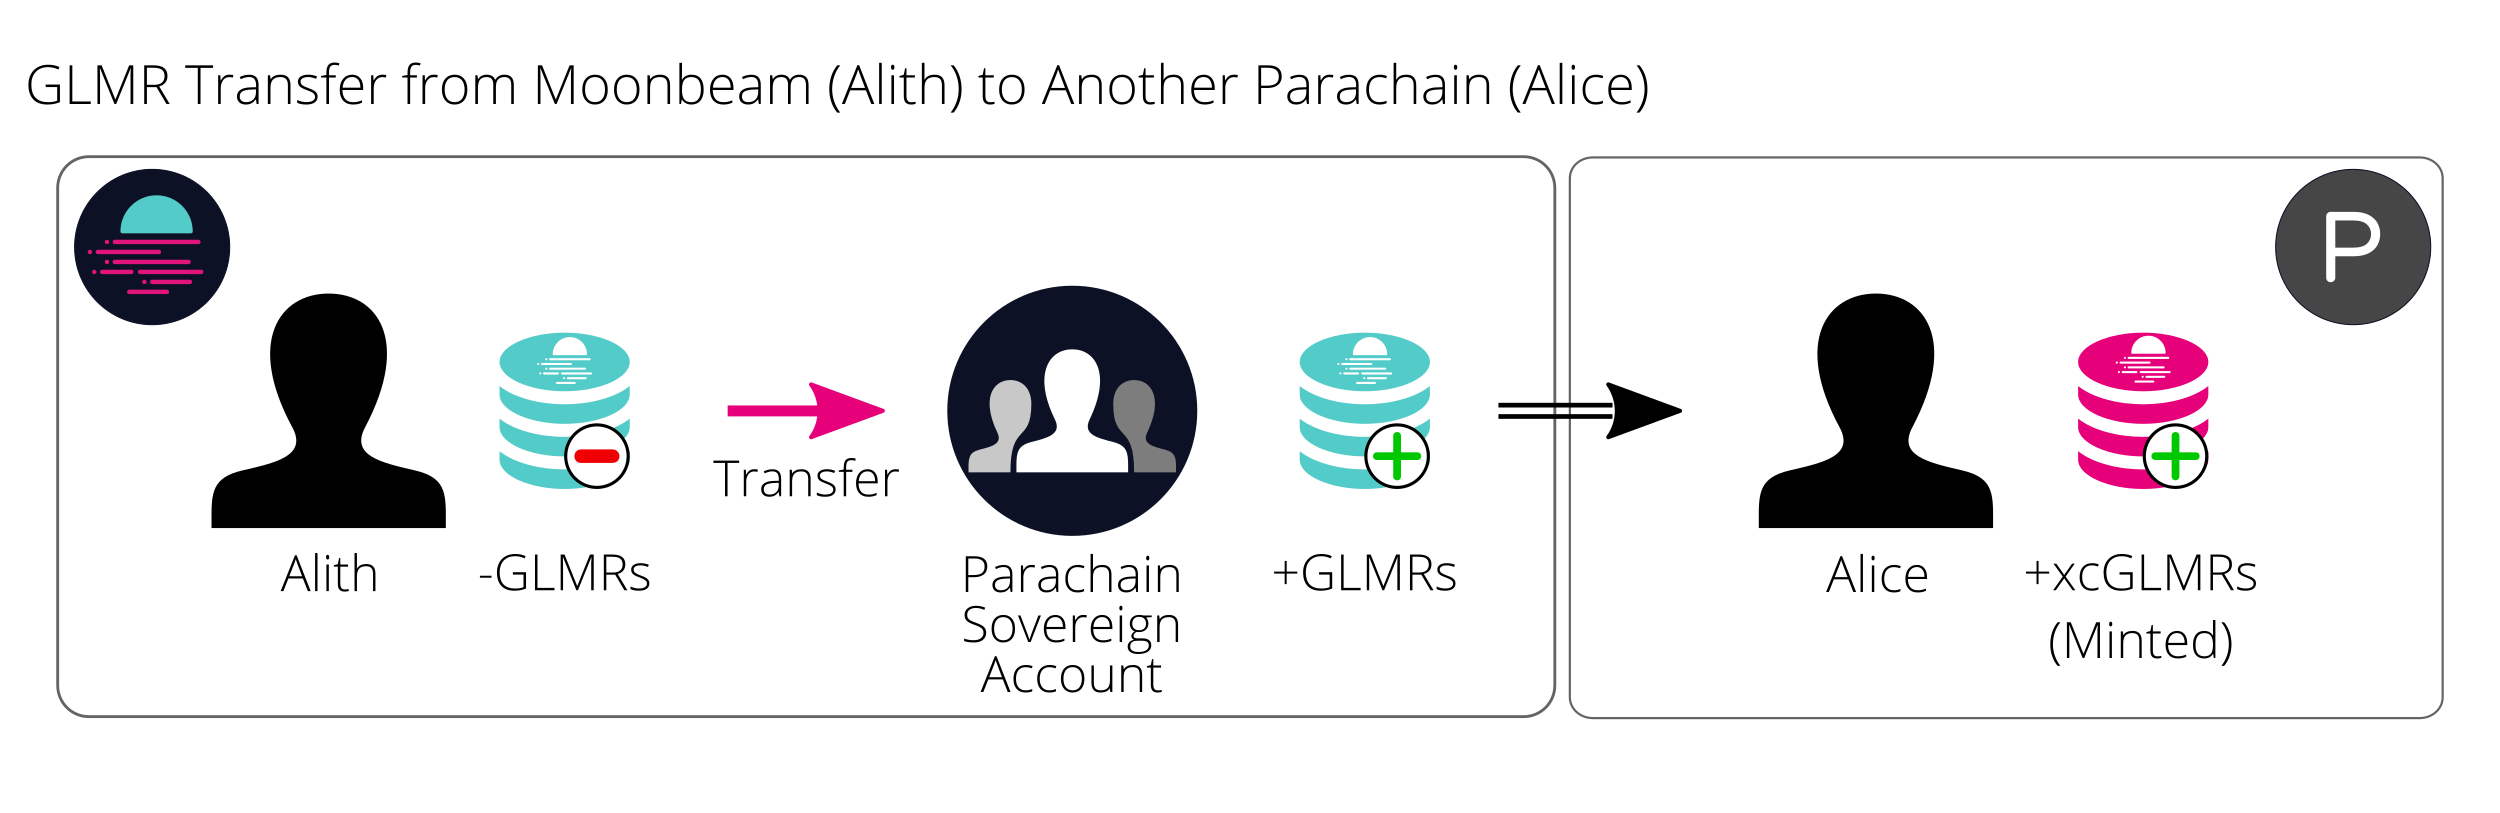 GLMR Transfer from Moonbeam (Alith) to Another Parachain (Alice)
P
Transfer
Alith
-GLMRs
Parachain
Sovereign
Account
+GLMRs
Alice
+xcGLMRs
(Minted)